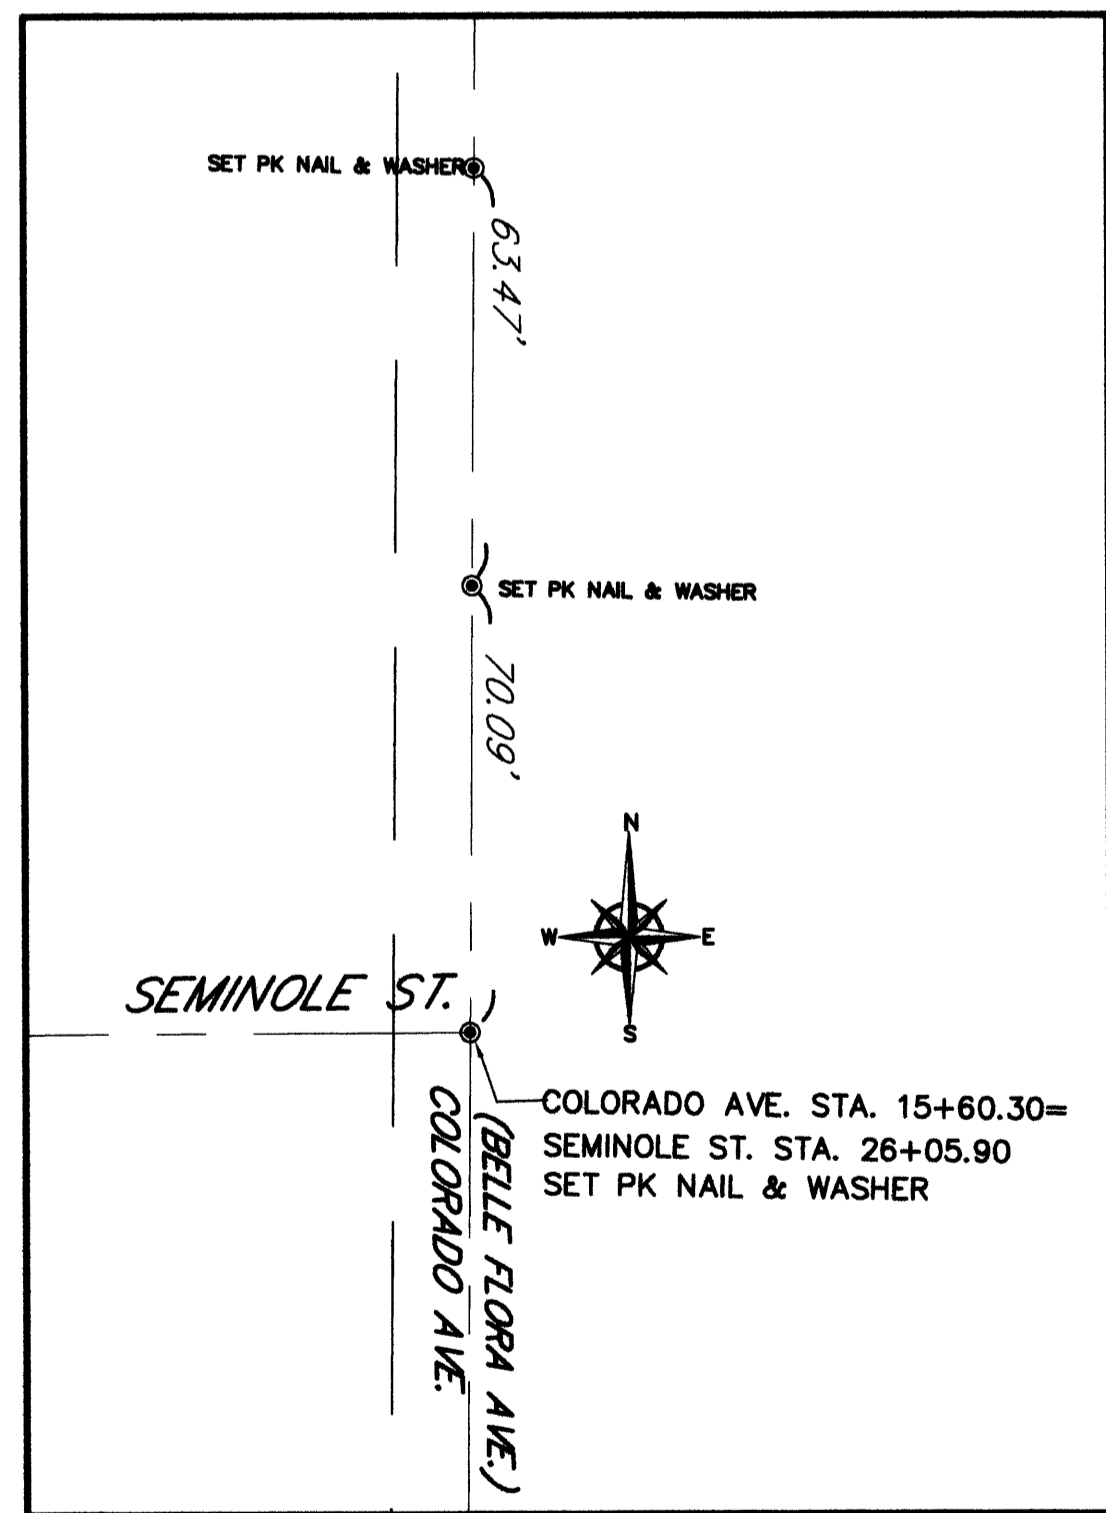 SET PK NAIL & WASHER
63.47'
SET PK NAIL & WASHER
70.09'
N
W
E
S
SEMINOLE ST.
COLORADO AVE. STA. 15+60.30=
SEMINOLE ST. STA. 26+05.90
SET PK NAIL & WASHER
(BELLE FLORA AVE.)
COLORADO AVE.